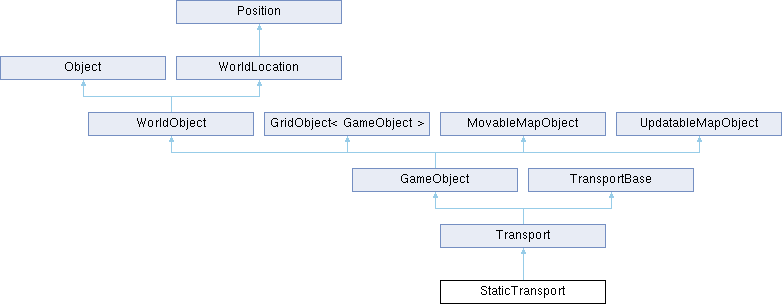 Position
Object
WorldLocation
WorldObject
GridObject< GameObject >
MovableMapObject
UpdatableMapObject
GameObject
TransportBase
Transport
StaticTransport